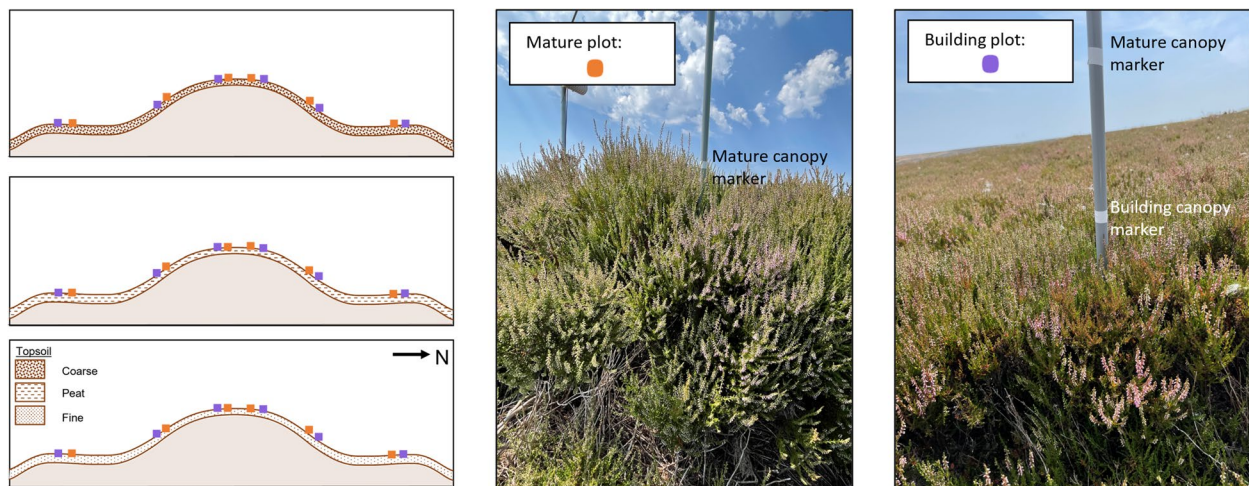 Topsoil
Coarse
Peat
Fine
N
Mature plot:
Mature canopy
marker
Building plot:
Mature canopy
marker
Building canopy
marker